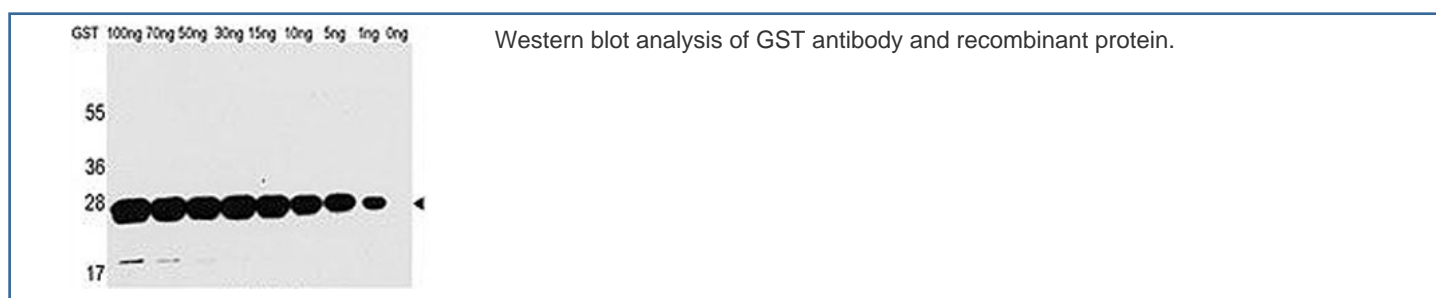 GST 100ng 70ng 50ng 30ng 15ng 10ng 5ng 1ng 0ng
Western blot analysis of GST antibody and recombinant protein.
55
36
28
17